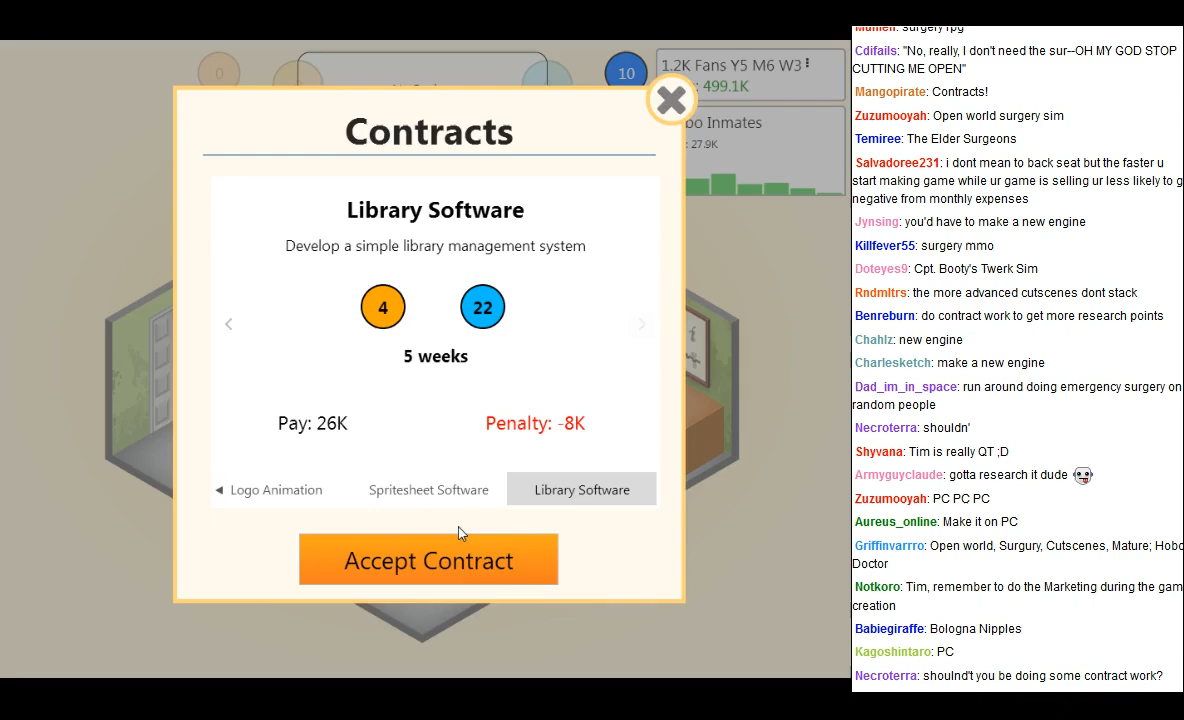 0
10
1.2K Fans Y5 M6 W3
: 499.1K
bo Inmates
: 27.9K
Contracts
Library Software
Develop a simple library management system
4
22
5 weeks
Pay: 26K
Penalty: -8K
Logo Animation
Spritesheet Software
Library Software
Accept Contract
surgery rpg
Cdifails: "No, really, I don't need the sur--OH MY GOD STOP
CUTTING ME OPEN"
Mangopirate: Contracts!
Zuzumooyah: Open world surgery sim
Temiree: The Elder Surgeons
Salvadoree231: i dont mean to back seat but the faster u
start making game while ur game is selling ur less likely to g
negative from monthly expenses
Jynsing: you'd have to make a new engine
Killfever55: surgery mmo
Doteyes9: Cpt. Booty's Twerk Sim
Rndmltrs: the more advanced cutscenes dont stack
Benreburn: do contract work to get more research points
Chahlz: new engine
Charlesketch: make a new engine
Dad_im_in_space: run around doing emergency surgery on
random people
Necroterra: shouldn'
Shyvana: Tim is really QT ;D
Armyguyclaude: gotta research it dude
Zuzumooyah: PC PC PC
Aureus_online: Make it on PC
Griffinvarrro: Open world, Surgury, Cutscenes, Mature; Hobo
Doctor
Notkoro: Tim, remember to do the Marketing during the gam
creation
Babiegiraffe: Bologna Nipples
Kagoshintaro: PC
Necroterra: shoulnd't you be doing some contract work?